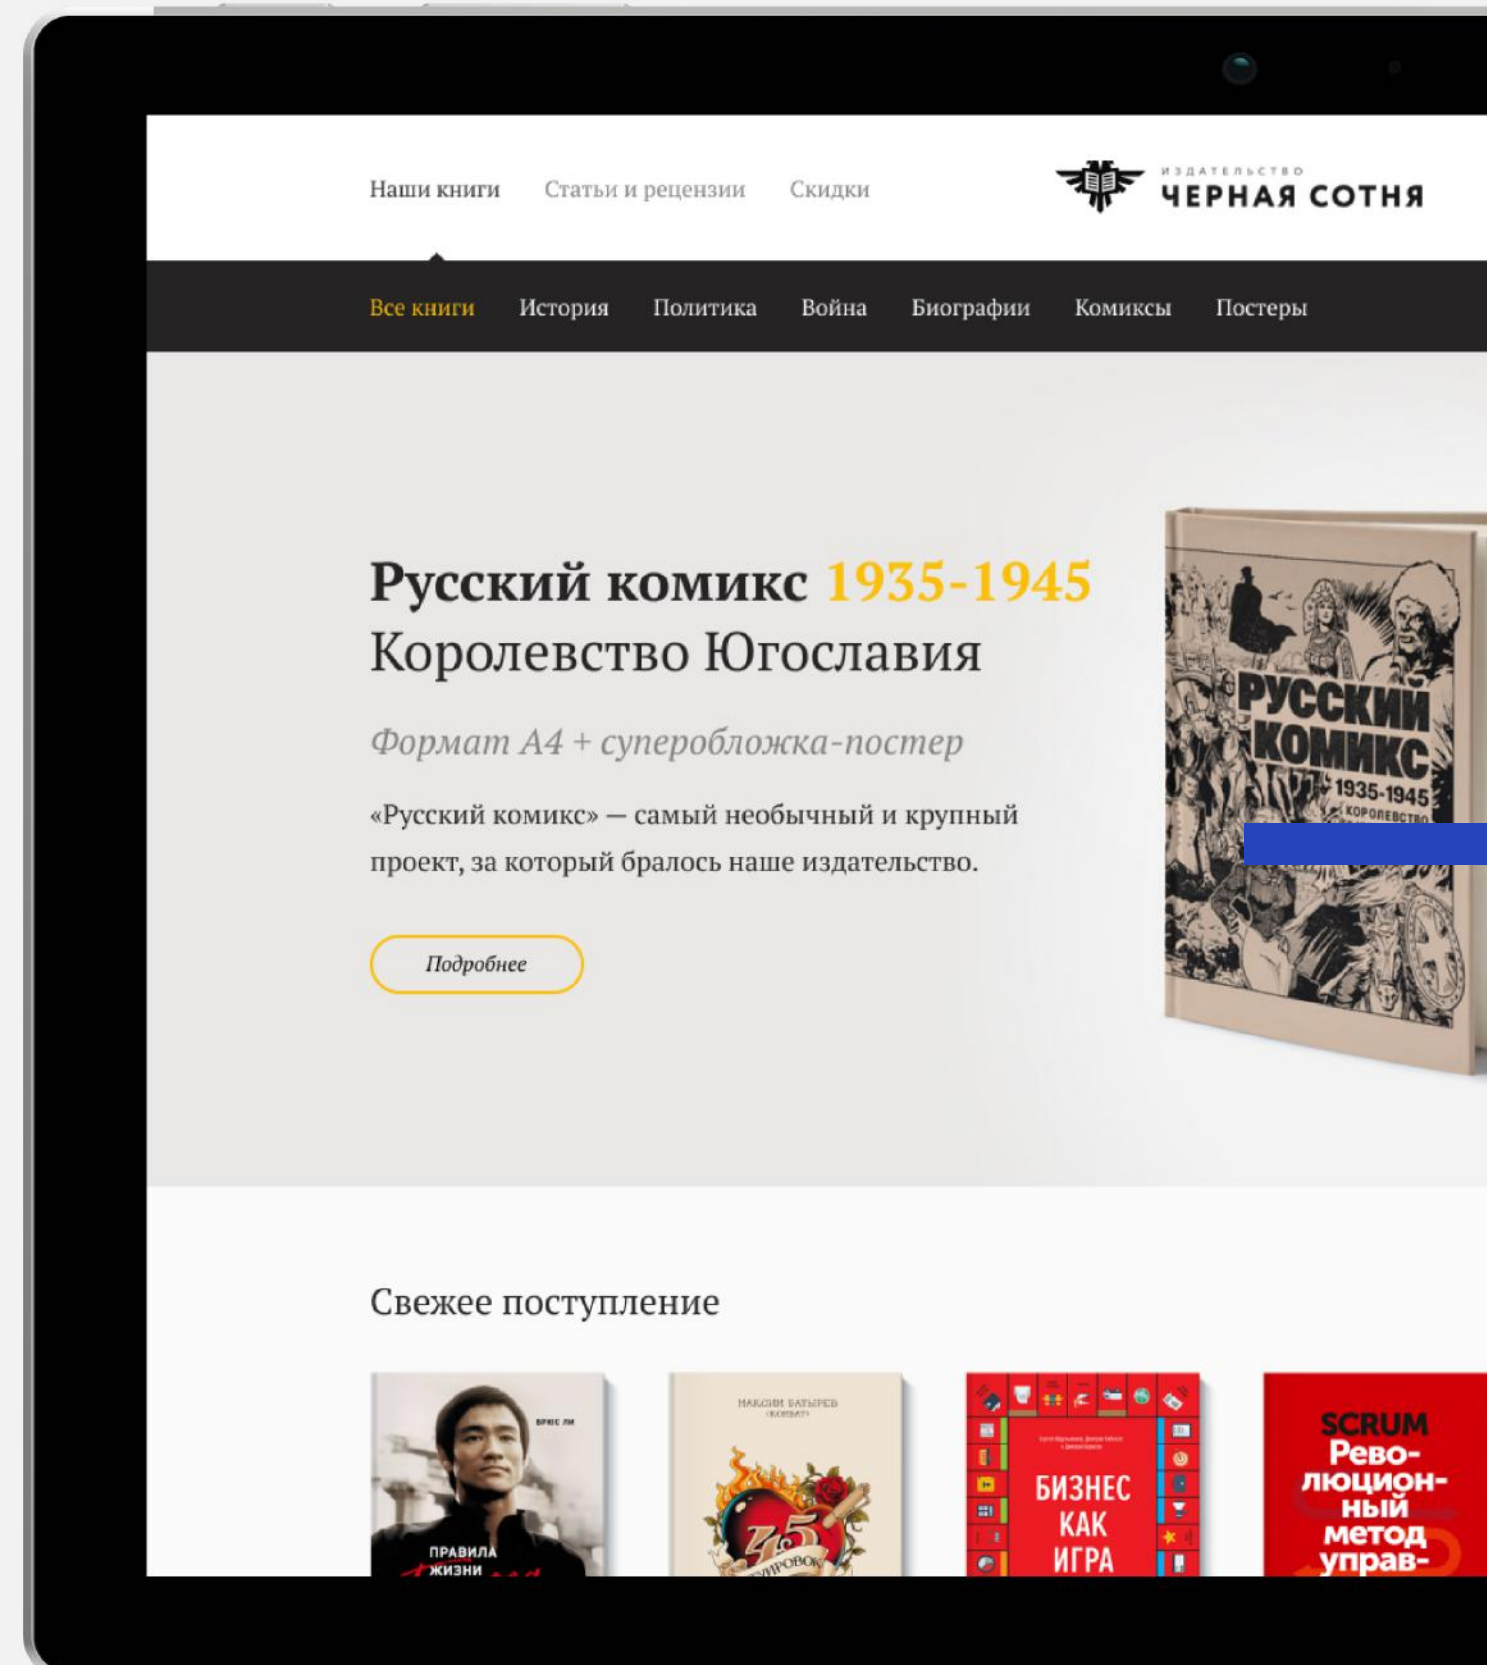 Наши книги Статьи и рецензии Скидки
ИЗДАТЕЛЬСТВО
ЧЕРНАЯ СОТНЯ
Все книги История Политика Война Биографии Комиксы Постеры
Русский комикс 1935-1945
Королевство Югославия
Формат А4 + суперобложка-постер
«Русский комикс» — самый необычный и крупный
проект, за который бралось наше издательство.
Подробнее
РУССКИЙ
КОМИКС
1935-1945
КОРОЛЕВСТВО
Свежее поступление
БРЮС ЛИ
ПРАВИЛА
ЖИЗНИ
МАКСИМ БАТЫРЕВ
(КОМБАТ)
45
БИЗНЕС
КАК
ИГРА
SCRUM
Рево-
люцион-
ный
метод
управ-